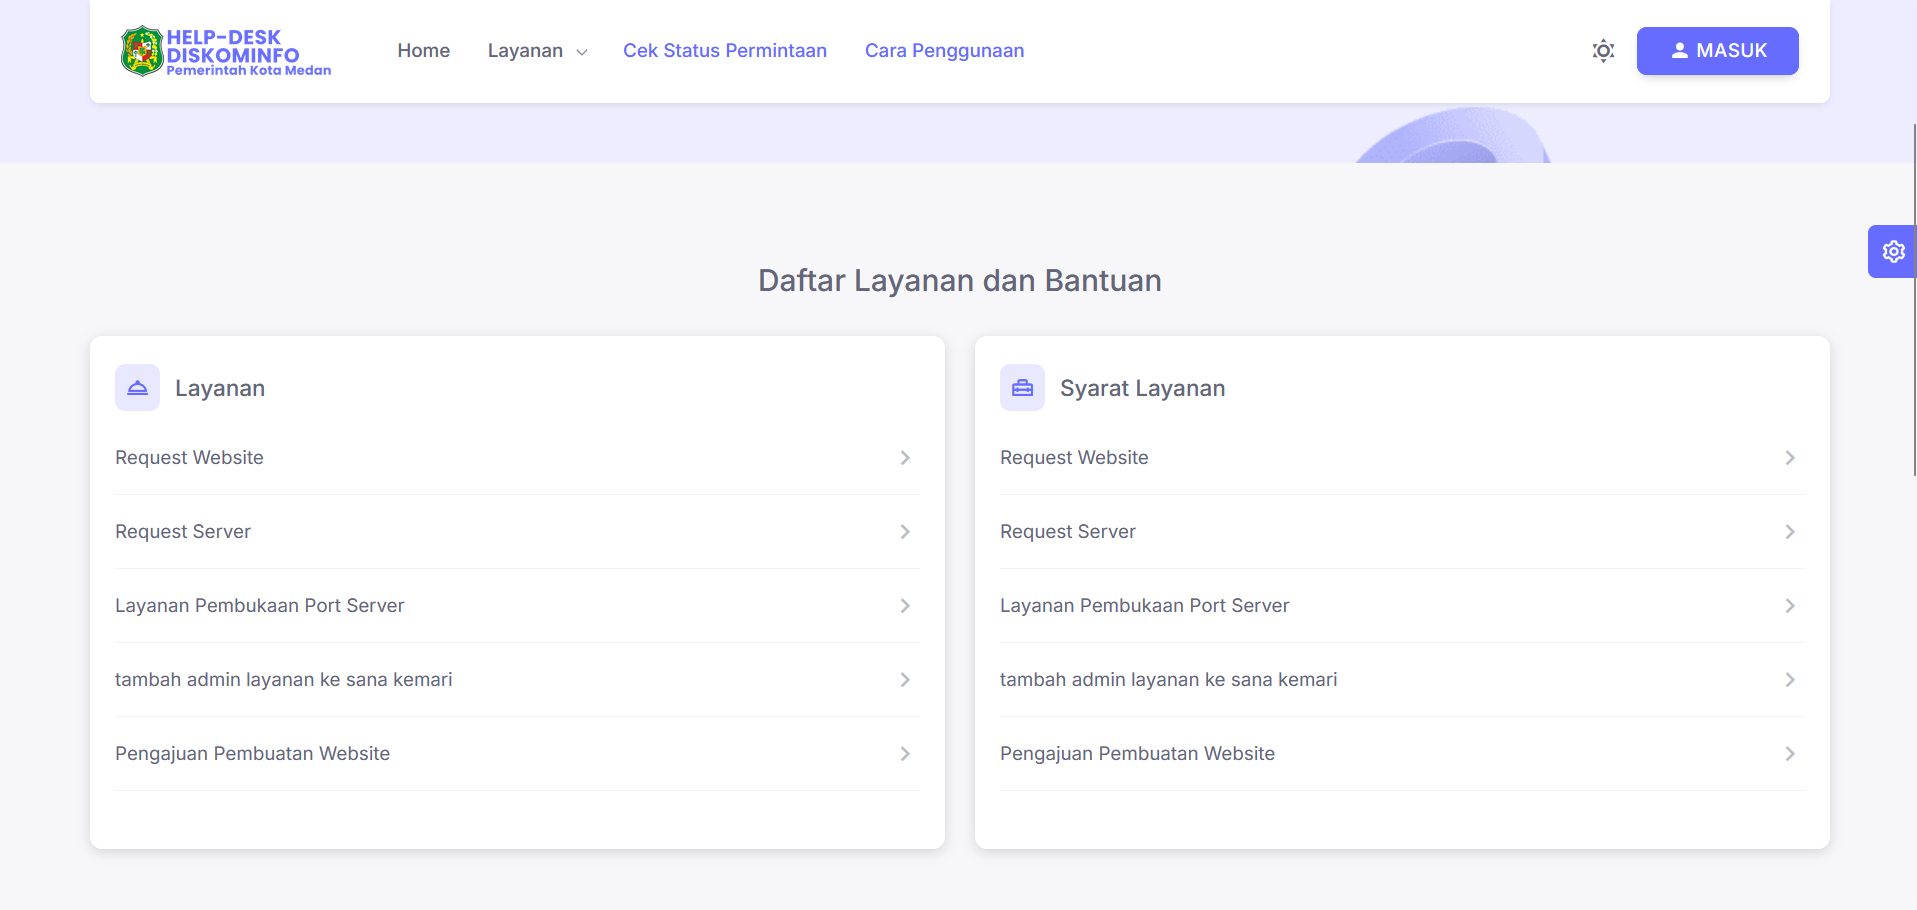 HELP-DESK
DISKOMINFO
Pemerintah Kota Medan
Home
Layanan
Cek Status Permintaan
Cara Penggunaan
MASUK
Daftar Layanan dan Bantuan
Layanan
Request Website
Request Server
Layanan Pembukaan Port Server
tambah admin layanan ke sana kemari
Pengajuan Pembuatan Website
Syarat Layanan
Request Website
Request Server
Layanan Pembukaan Port Server
tambah admin layanan ke sana kemari
Pengajuan Pembuatan Website